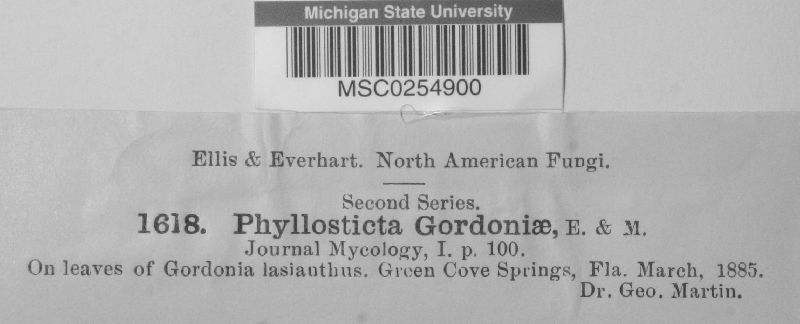 Michigan State University
MSC0254900
Ellis & Everhart. North American Fungi.
Second Series.
1618. Phyllosticta Gordoniæ, E. & M.
Journal Mycology, I. p. 100.
On leaves of Gordonia lasianthus. Green Cove Springs, Fla. March, 1885.
Dr. Geo. Martin.